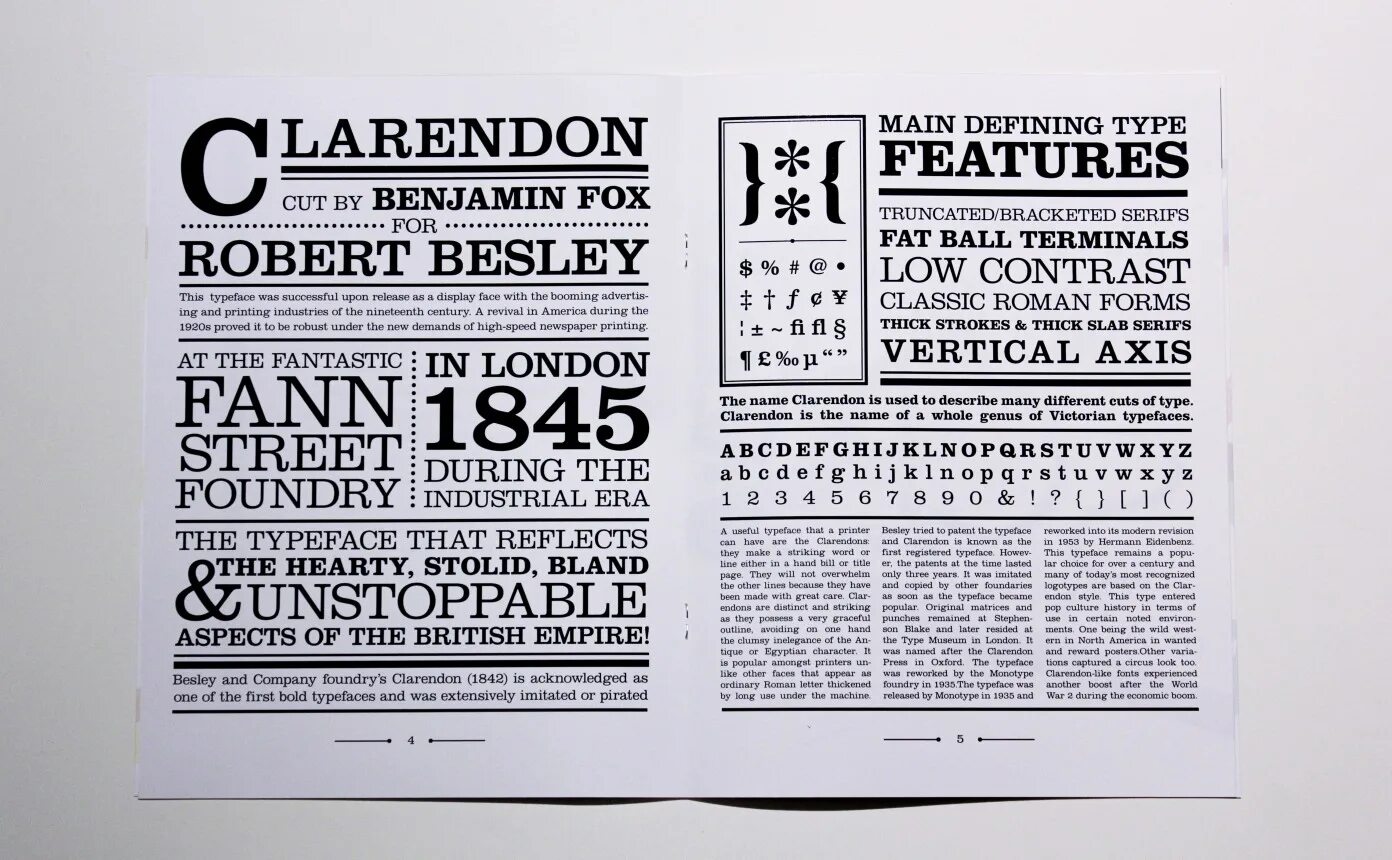 CLARENDON
CUT BY BENJAMIN FOX
FOR
ROBERT BESLEY
This typeface was successful upon release as a display face with the booming advertis-
ing and printing industries of the nineteenth century. A revival in America during the
1920s proved it to be robust under the new demands of high-speed newspaper printing.
AT THE FANTASTIC
FANN
STREET
FOUNDRY
IN LONDON
1845
DURING THE
INDUSTRIAL ERA
THE TYPEFACE THAT REFLECTS
THE HEARTY, STOLID, BLAND
& UNSTOPPABLE
ASPECTS OF THE BRITISH EMPIRE!
Besley and Company foundry's Clarendon (1842) is acknowledged as
one of the first bold typefaces and was extensively imitated or pirated
4
}*{
*
$ % # @ •
‡ † ƒ ¢ ¥
¦ ± ~ fi fl §
¶ £ ‰ µ “ ”
MAIN DEFINING TYPE
FEATURES
TRUNCATED/BRACKETED SERIFS
FAT BALL TERMINALS
LOW CONTRAST
CLASSIC ROMAN FORMS
THICK STROKES & THICK SLAB SERIFS
VERTICAL AXIS
The name Clarendon is used to describe many different cuts of type.
Clarendon is the name of a whole genus of Victorian typefaces.
A B C D E F G H I J K L N O P Q R S T U V W X Y Z
a b c d e f g h i j k l n o p q r s t u v w x y z
1 2 3 4 5 6 7 8 9 0 & ! ? { } [ ] ( )
A useful typeface that a printer
can have are the Clarendons:
they make a striking word or
line either in a hand bill or title
page. They will not overwhelm
the other lines because they have
been made with great care. Clar-
endons are distinct and striking
as they possess a very graceful
outline, avoiding on one hand
the clumsy inelegance of the An-
tique or Egyptian character. It
is popular amongst printers un-
like other faces that appear as
ordinary Roman letter thickened
by long use under the machine.
Besley tried to patent the typeface
and Clarendon is known as the
first registered typeface. Howev-
er, the patents at the time lasted
only three years. It was imitated
and copied by other foundaries
as soon as the typeface became
popular. Original matrices and
punches remained at Stephen-
son Blake and later resided at
the Type Museum in London. It
was named after the Clarendon
Press in Oxford. The typeface
was reworked by the Monotype
foundry in 1935.The typeface was
released by Monotype in 1935 and
reworked into its modern revision
in 1953 by Hermann Eidenbenz.
This typeface remains a popu-
lar choice for over a century and
many of today's most recognized
logotypes are based on the Clar-
endon style. This type entered
pop culture history in terms of
use in certain noted environ-
ments. One being the wild west-
ern in North America in wanted
and reward posters.Other varia-
tions captured a circus look too.
Clarendon-like fonts experienced
another boost after the World
War 2 during the economic boom.
5